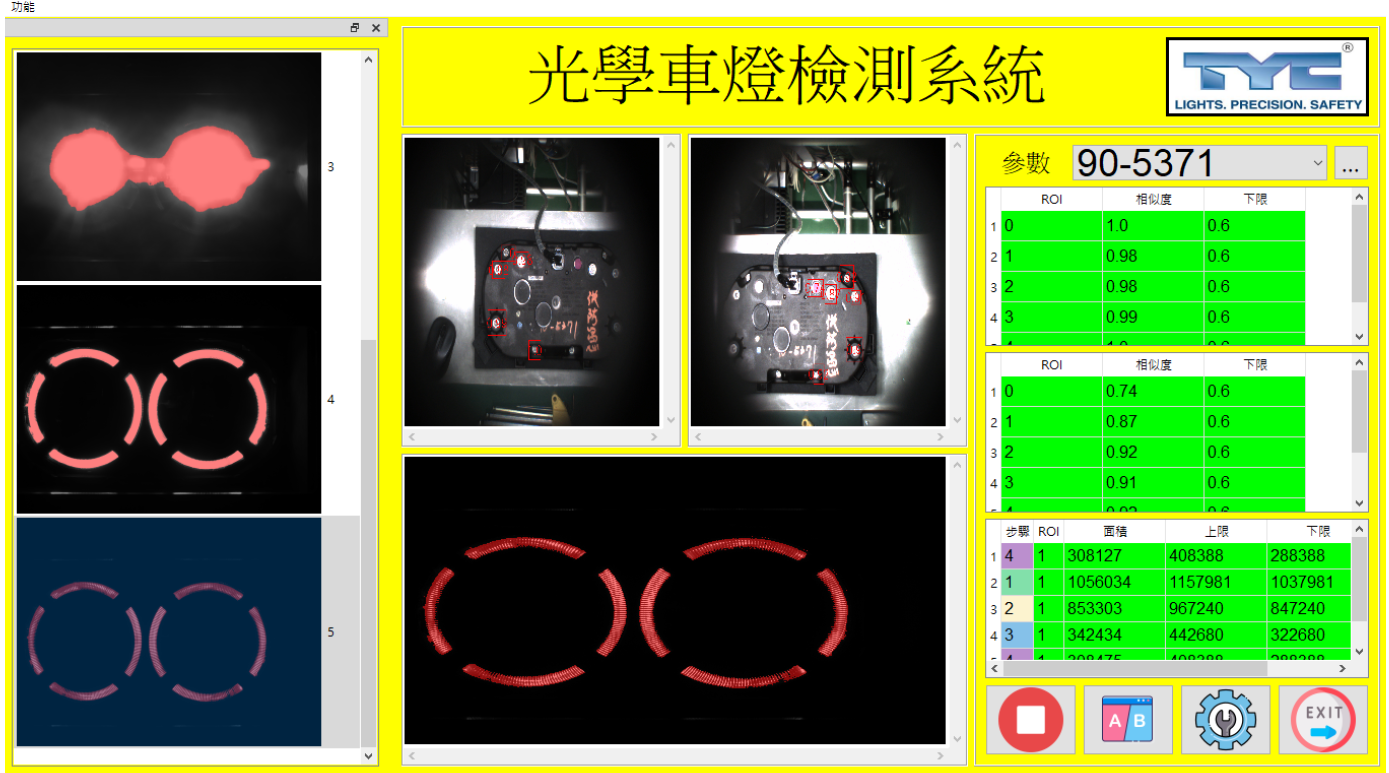 功能
3
4
5
光學車燈檢測系統
TYC®
LIGHTS. PRECISION. SAFETY
參數 90-5371 ...
ROI 相似度 下限
1 0 1.0 0.6
2 1 0.98 0.6
3 2 0.98 0.6
4 3 0.99 0.6
ROI 相似度 下限
1 0 0.74 0.6
2 1 0.87 0.6
3 2 0.92 0.6
4 3 0.91 0.6
步驟 ROI 面積 上限 下限
1 4 1 308127 408388 288388
2 1 1 1056034 1157981 1037981
3 2 1 853303 967240 847240
4 3 1 342434 442680 322680
A B
EXIT